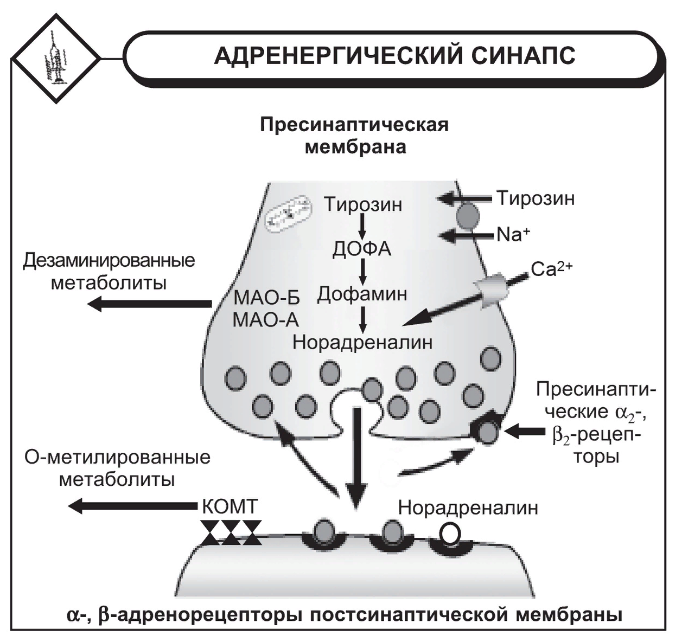 АДРЕНЕРГИЧЕСКИЙ СИНАПС
Пресинаптическая
мембрана
Тирозин
Тирозин
ДОФА
Na⁺
Дезаминированные
метаболиты
Ca²⁺
МАО-Б
МАО-А
Дофамин
Норадреналин
Пресинапти-
ческие α₂-,
β₂-рецеп-
торы
О-метилированные
метаболиты
КОМТ
Норадреналин
α-, β-адренорецепторы постсинаптической мембраны